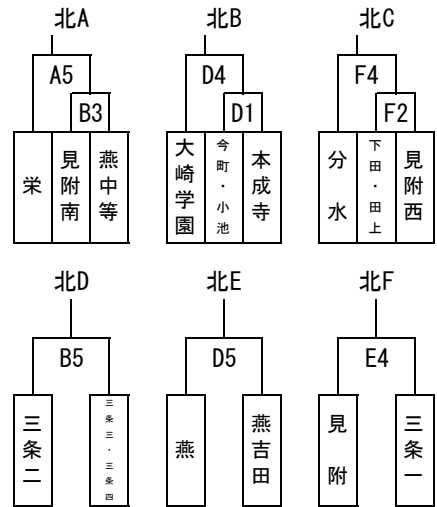 北A 北B 北C
A5 D4 F4
B3 D1 F2
栄 見附南 燕中等 大崎学園 今町・小池 本成寺 分水 下田・田上 見附西
北D 北E 北F
B5 D5 E4
三条二 三条三・三条四 燕 燕吉田 見附 三条一